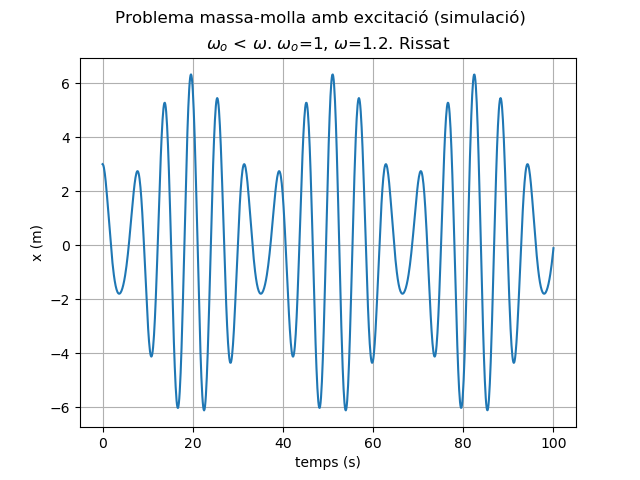 Problema massa-molla amb excitació (simulació)
ω₀ < ω. ω₀=1, ω=1.2. Rissat
6
4
2
0
−2
−4
−6
x (m)
0 20 40 60 80 100
temps (s)